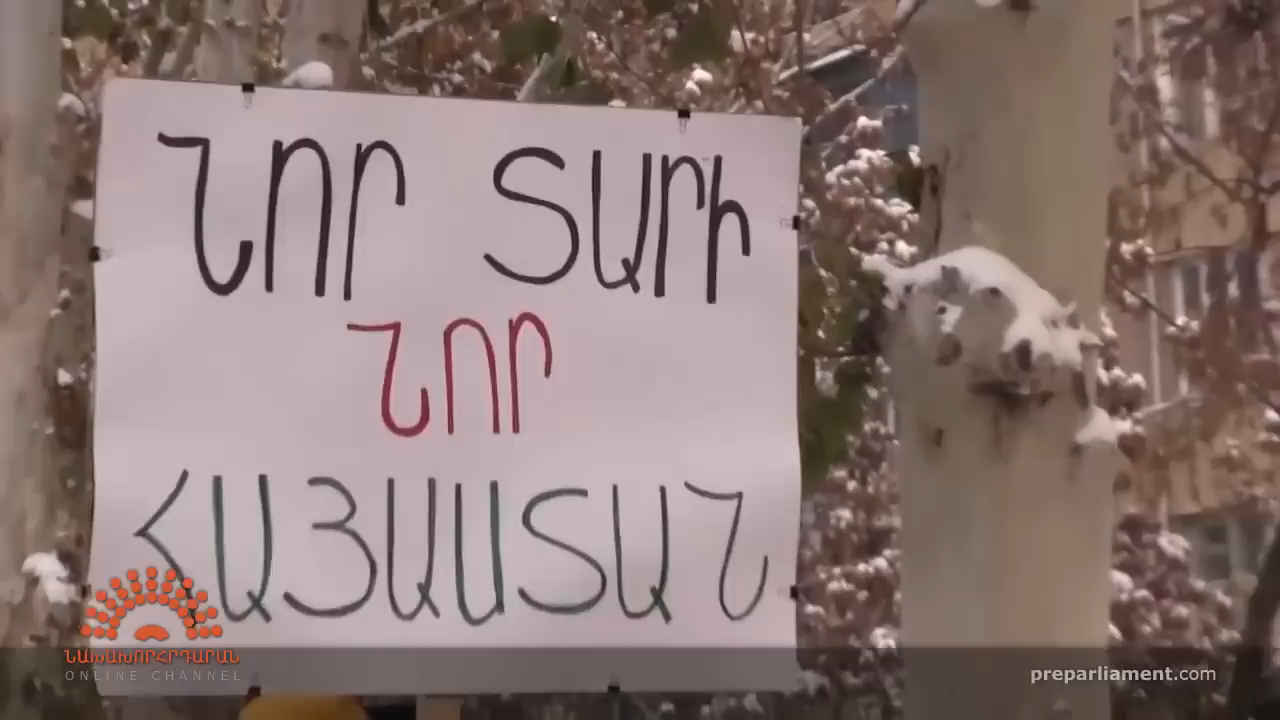 ՆՈՐ ՏԱՐԻ
ՆՈՐ
ՀԱՅԱՍՏԱՆ
ՆԱԽԱԽՈՐՀՐԴԱՐԱՆ
ONLINE CHANNEL
preparliament.com